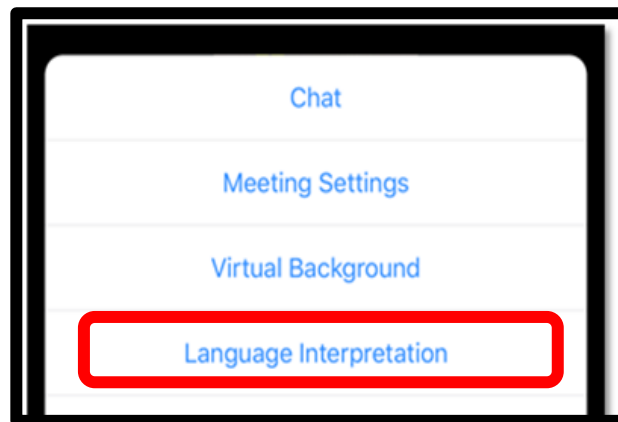 Chat
Meeting Settings
Virtual Background
Language Interpretation